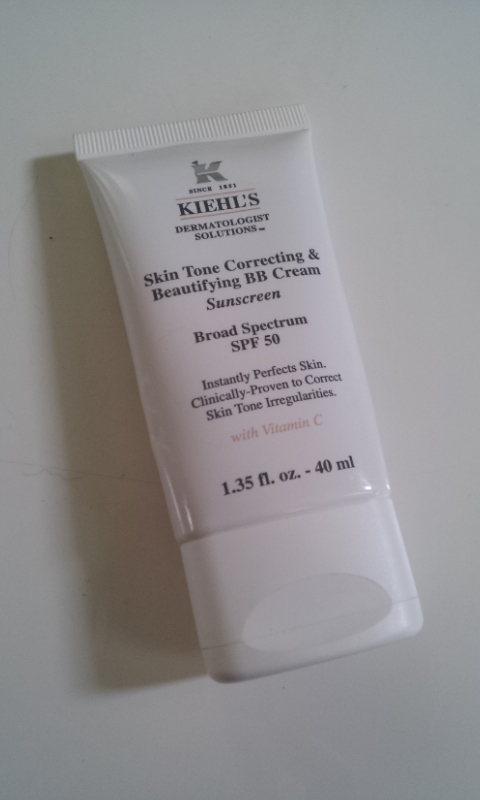 K
SINCE 1851
KIEHL'S
DERMATOLOGIST
SOLUTIONS™
Skin Tone Correcting &
Beautifying BB Cream
Sunscreen
Broad Spectrum
SPF 50
Instantly Perfects Skin.
Clinically-Proven to Correct
Skin Tone Irregularities.
with Vitamin C
1.35 fl. oz. - 40 ml